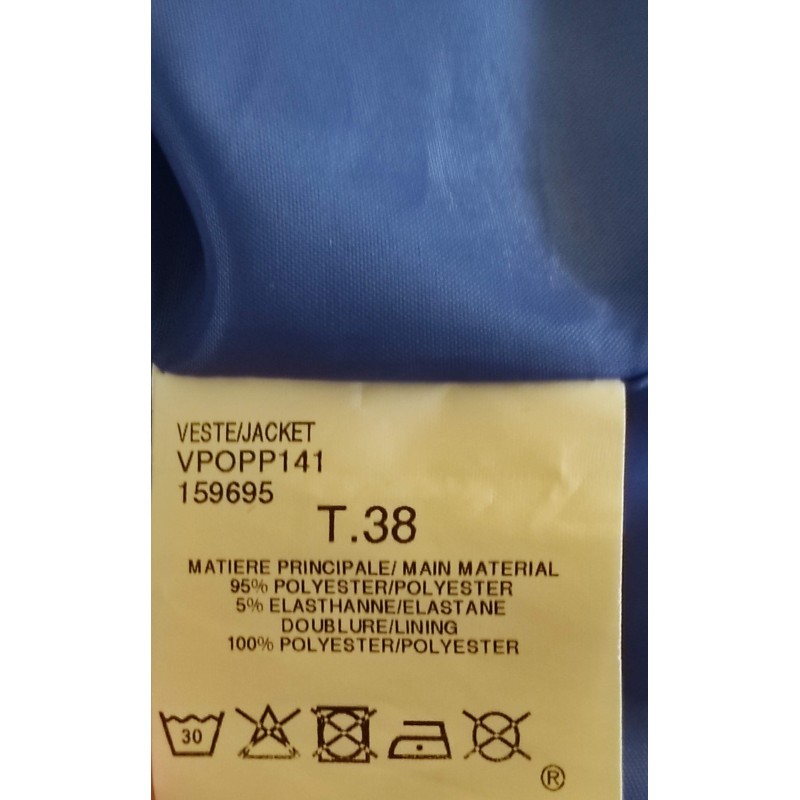 VESTE/JACKET
VPOPP141
159695
T.38
MATIERE PRINCIPALE/ MAIN MATERIAL
95% POLYESTER/POLYESTER
5% ELASTHANNE/ELASTANE
DOUBLURE/LINING
100% POLYESTER/POLYESTER
30
®